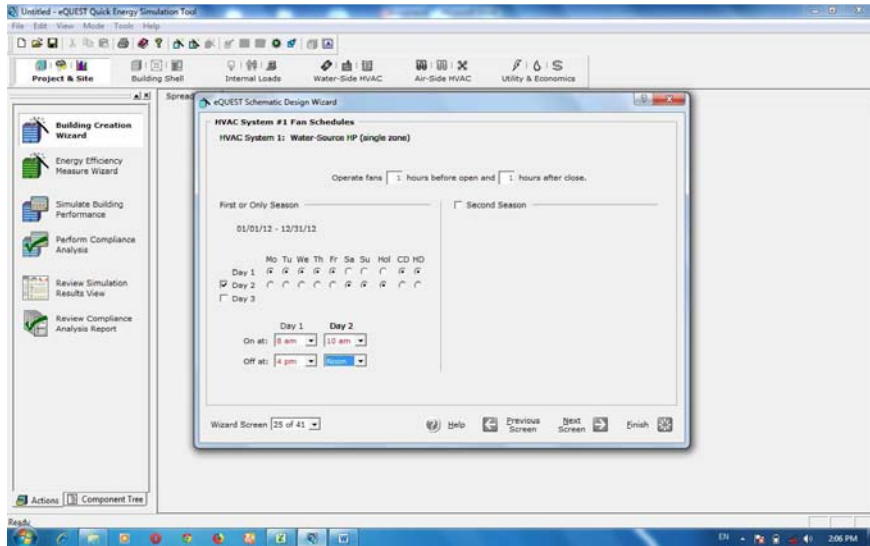 Untitled - eQUEST Quick Energy Simulation Tool
File Edit View Mode Tools Help
Project & Site Building Shell Internal Loads Water-Side HVAC Air-Side HVAC Utility & Economics
Spread
eQUEST Schematic Design Wizard
Building Creation
Wizard
Energy Efficiency
Measure Wizard
Simulate Building
Performance
Perform Compliance
Analysis
Review Simulation
Results View
Review Compliance
Analysis Report
HVAC System #1 Fan Schedules
HVAC System 1: Water-Source HP (single zone)
Operate fans 1 hours before open and 1 hours after close.
First or Only Season
Second Season
01/01/12 - 12/31/12
Mo Tu We Th Fr Sa Su Hol CD HD
Day 1
Day 2
Day 3
Day 1 Day 2
On at: 8 am 10 am
Off at: 4 pm Noon
Wizard Screen 25 of 41
Help
Previous
Screen
Next
Screen
Finish
Actions Component Tree
Ready
EN 2:06 PM